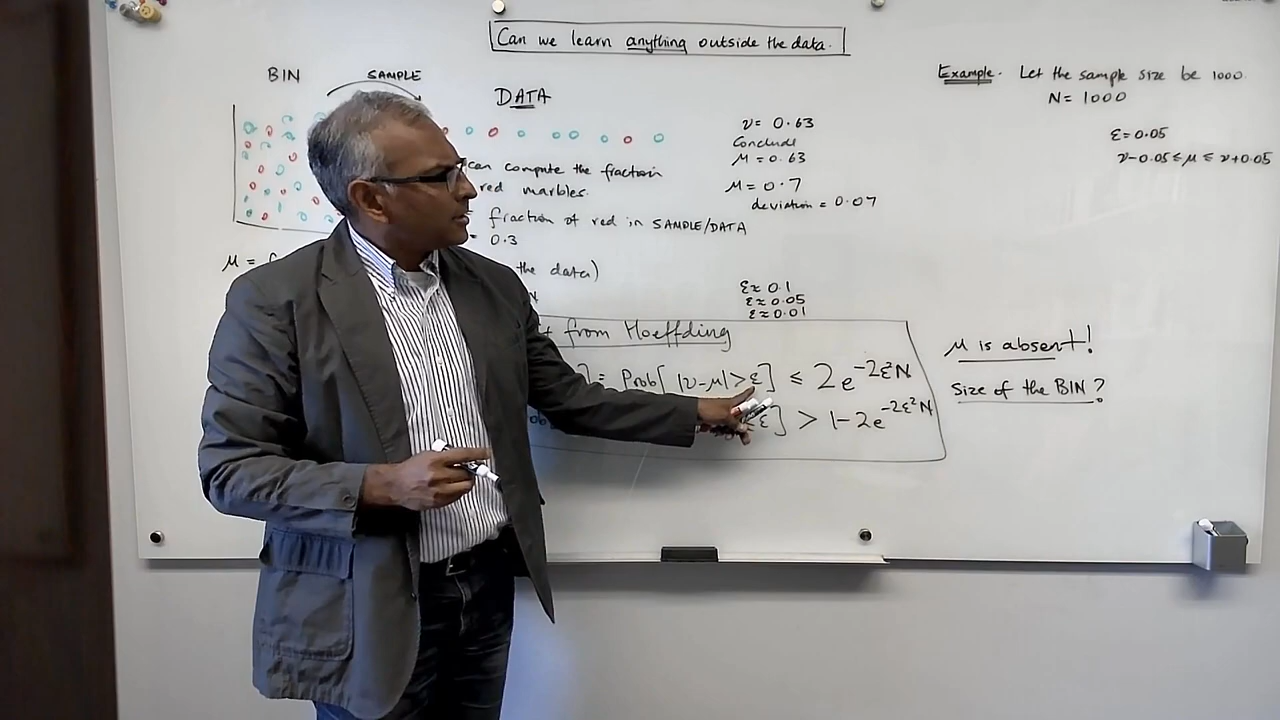 Can we learn anything outside the data.
BIN
SAMPLE
DATA
can compute the fraction
red marbles.
fraction of red in SAMPLE/DATA
= 0.3
μ =
the data)
ν = 0.63
Conclude
μ = 0.63
μ = 0.7
deviation = 0.07
ε ≈ 0.1
ε ≈ 0.05
ε ≈ 0.01
from Hoeffding
] = Prob[ |ν-μ| > ε ] ≤ 2e^{-2ε²N}
ε ] > 1-2e^{-2ε²N}
μ is absent!
Size of the BIN?
Example. Let the sample size be 1000.
N = 1000
ε = 0.05
ν-0.05 ≤ μ ≤ ν+0.05